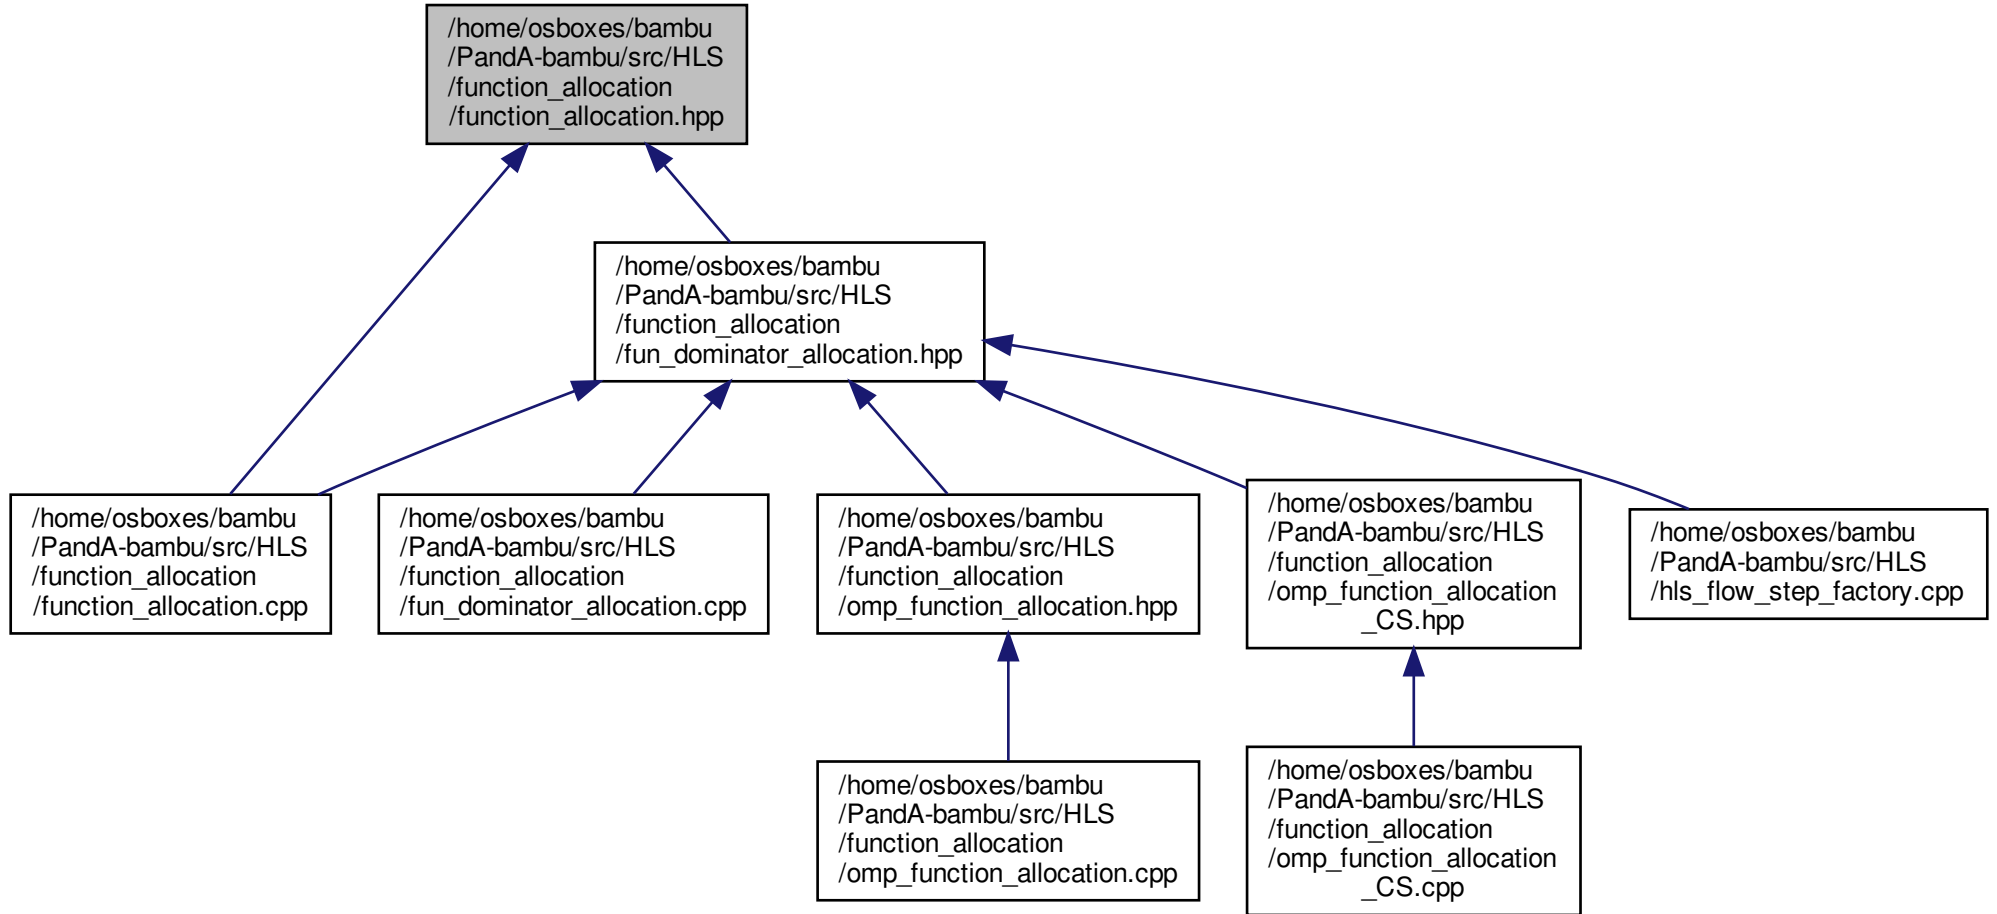 /home/osboxes/bambu
/PandA-bambu/src/HLS
/function_allocation
/function_allocation.hpp
/home/osboxes/bambu
/PandA-bambu/src/HLS
/function_allocation
/fun_dominator_allocation.hpp
/home/osboxes/bambu
/PandA-bambu/src/HLS
/function_allocation
/function_allocation.cpp
/home/osboxes/bambu
/PandA-bambu/src/HLS
/function_allocation
/fun_dominator_allocation.cpp
/home/osboxes/bambu
/PandA-bambu/src/HLS
/function_allocation
/omp_function_allocation.hpp
/home/osboxes/bambu
/PandA-bambu/src/HLS
/function_allocation
/omp_function_allocation
_CS.hpp
/home/osboxes/bambu
/PandA-bambu/src/HLS
/hls_flow_step_factory.cpp
/home/osboxes/bambu
/PandA-bambu/src/HLS
/function_allocation
/omp_function_allocation.cpp
/home/osboxes/bambu
/PandA-bambu/src/HLS
/function_allocation
/omp_function_allocation
_CS.cpp